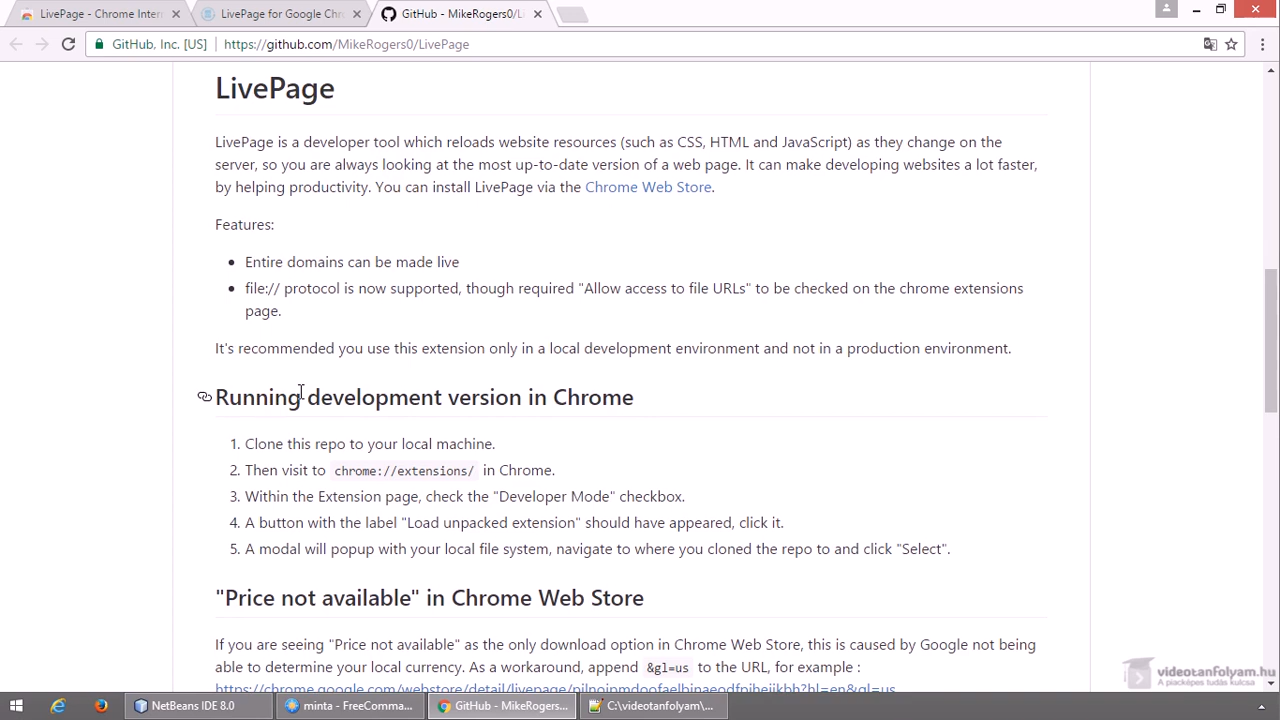 LivePage - Chrome Inter
LivePage for Google Chr
GitHub - MikeRogers0/Li
GitHub, Inc. [US]
https://github.com/MikeRogers0/LivePage
LivePage
LivePage is a developer tool which reloads website resources (such as CSS, HTML and JavaScript) as they change on the
server, so you are always looking at the most up-to-date version of a web page. It can make developing websites a lot faster,
by helping productivity. You can install LivePage via the Chrome Web Store.
Features:
• Entire domains can be made live
• file:// protocol is now supported, though required "Allow access to file URLs" to be checked on the chrome extensions
page.
It's recommended you use this extension only in a local development environment and not in a production environment.
Running development version in Chrome
1. Clone this repo to your local machine.
2. Then visit to chrome://extensions/ in Chrome.
3. Within the Extension page, check the "Developer Mode" checkbox.
4. A button with the label "Load unpacked extension" should have appeared, click it.
5. A modal will popup with your local file system, navigate to where you cloned the repo to and click "Select".
"Price not available" in Chrome Web Store
If you are seeing "Price not available" as the only download option in Chrome Web Store, this is caused by Google not being
able to determine your local currency. As a workaround, append &gl=us to the URL, for example :
videotanfolyam.hu
A piacképes tudás kulcsa
NetBeans IDE 8.0
minta - FreeComma...
GitHub - MikeRogers...
C:\videotanfolyam\...